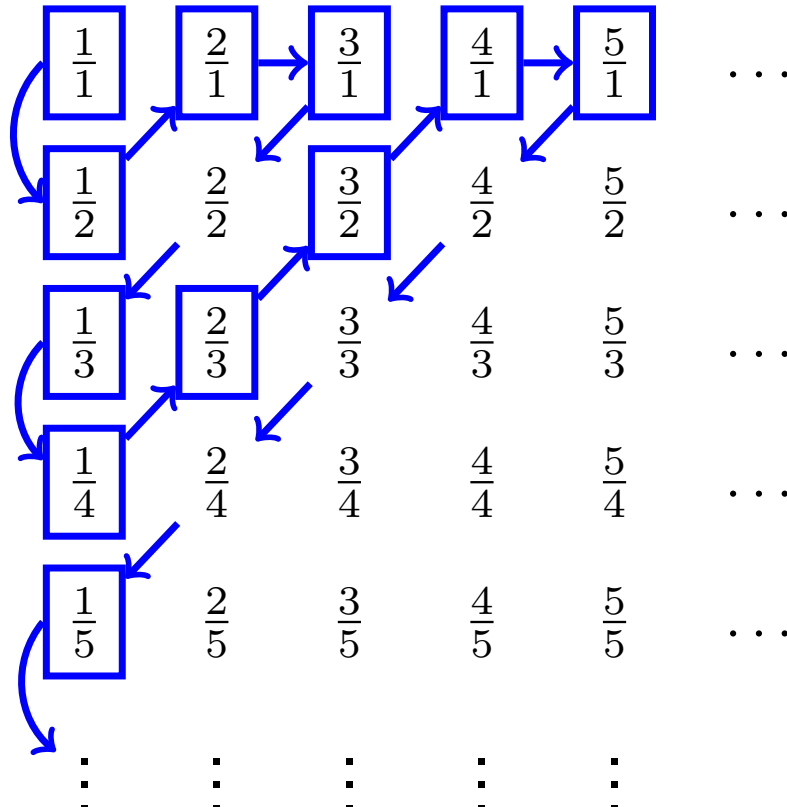 1/1 2/1 3/1 4/1 5/1 ...
1/2 2/2 3/2 4/2 5/2 ...
1/3 2/3 3/3 4/3 5/3 ...
1/4 2/4 3/4 4/4 5/4 ...
1/5 2/5 3/5 4/5 5/5 ...
⋮ ⋮ ⋮ ⋮ ⋮